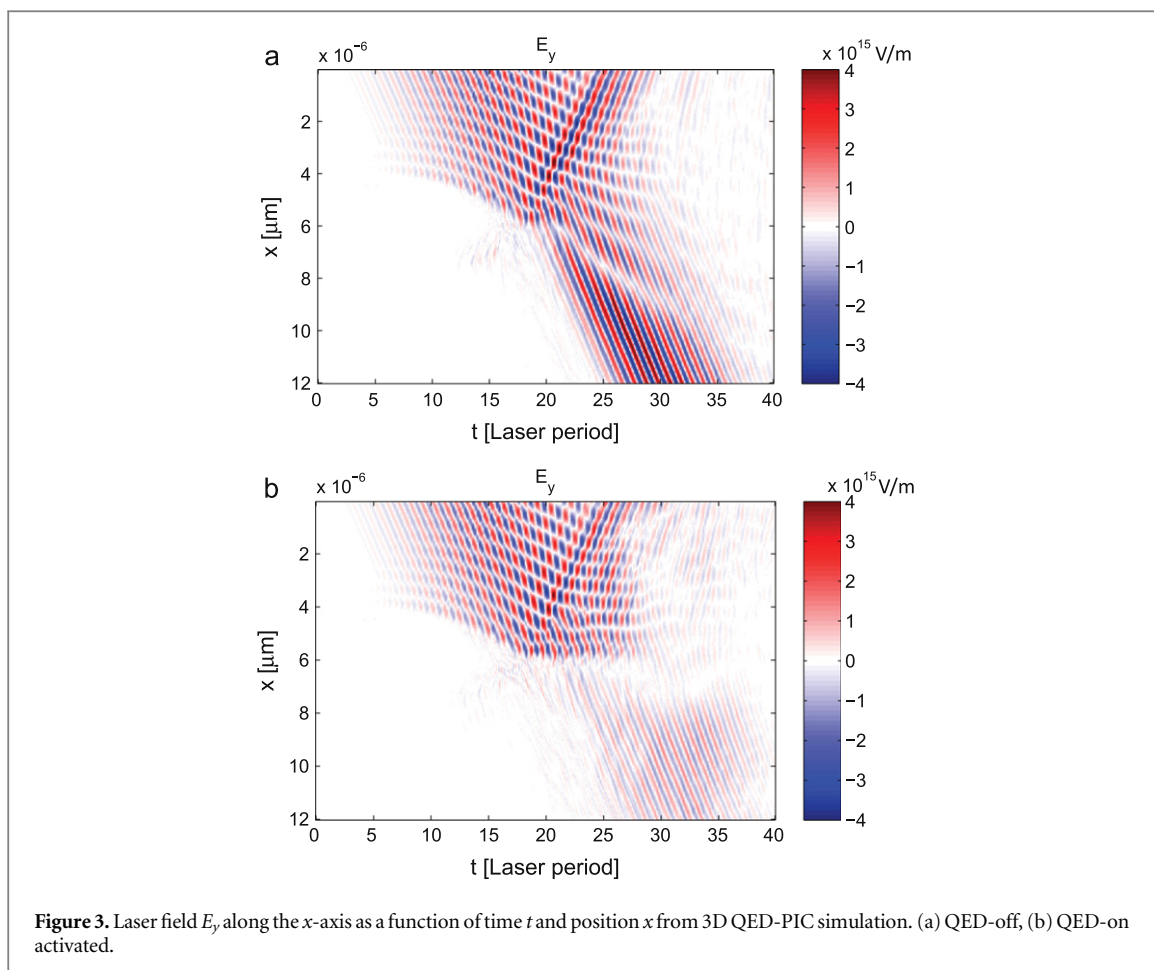 a
x 10⁻⁶
E_y
x 10¹⁵ V/m
4
3
2
1
0
−1
−2
−3
−4
2
4
6
8
10
12
x [μm]
0 5 10 15 20 25 30 35 40
t [Laser period]
b
x 10⁻⁶
E_y
x 10¹⁵ V/m
4
3
2
1
0
−1
−2
−3
−4
2
4
6
8
10
12
x [μm]
0 5 10 15 20 25 30 35 40
t [Laser period]
Figure 3. Laser field E_y along the x-axis as a function of time t and position x from 3D QED-PIC simulation. (a) QED-off, (b) QED-on
activated.